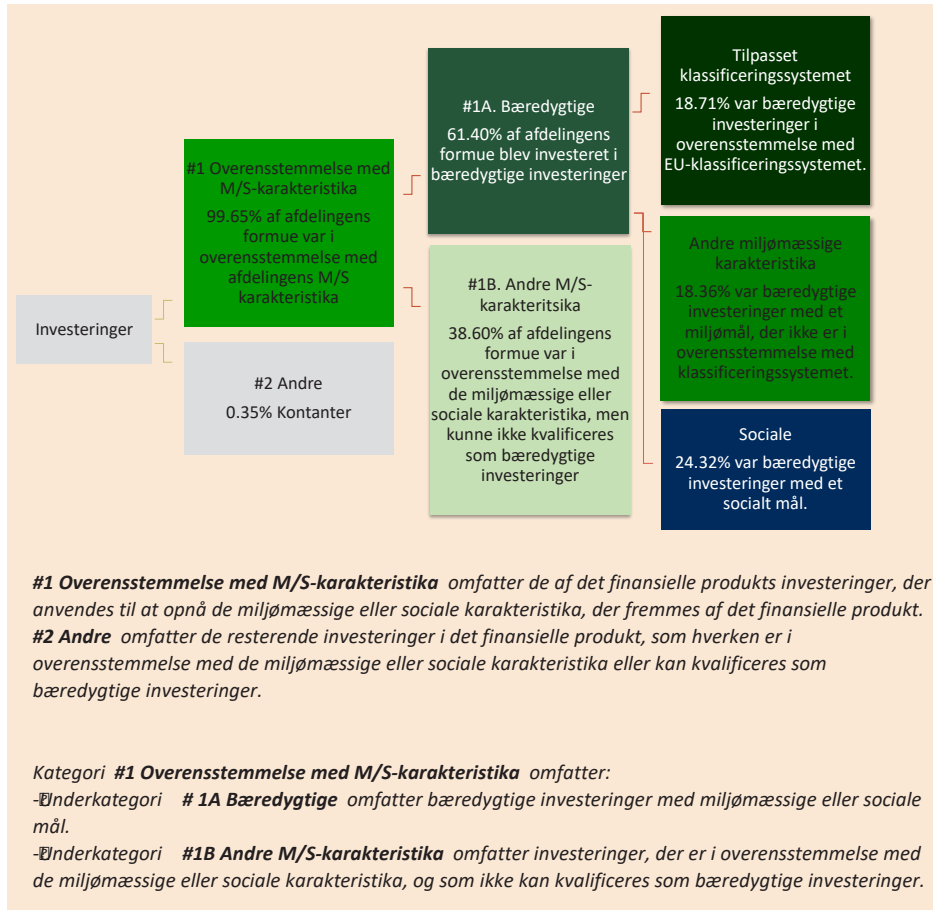 Investeringer
#1 Overensstemmelse med
M/S-karakteristika
99.65% af afdelingens
formue var i
overensstemmelse med
afdelingens M/S
karakteristika
#2 Andre
0.35% Kontanter
#1A. Bæredygtige
61.40% af afdelingens
formue blev investeret i
bæredygtige investeringer
#1B. Andre M/S-
karakteritsika
38.60% af afdelingens
formue var i
overensstemmelse med
de miljømæssige eller
sociale karakteristika, men
kunne ikke kvalificeres
som bæredygtige
investeringer
Tilpasset
klassificeringssystemet
18.71% var bæredygtige
investeringer i
overensstemmelse med
EU-klassificeringssystemet.
Andre miljømæssige
karakteristika
18.36% var bæredygtige
investeringer med et
miljømål, der ikke er i
overensstemmelse med
klassificeringssystemet.
Sociale
24.32% var bæredygtige
investeringer med et
socialt mål.
#1 Overensstemmelse med M/S-karakteristika omfatter de af det finansielle produkts investeringer, der
anvendes til at opnå de miljømæssige eller sociale karakteristika, der fremmes af det finansielle produkt.
#2 Andre omfatter de resterende investeringer i det finansielle produkt, som hverken er i
overensstemmelse med de miljømæssige eller sociale karakteristika eller kan kvalificeres som
bæredygtige investeringer.
Kategori #1 Overensstemmelse med M/S-karakteristika omfatter:
- Underkategori # 1A Bæredygtige omfatter bæredygtige investeringer med miljømæssige eller sociale
mål.
- Underkategori #1B Andre M/S-karakteristika omfatter investeringer, der er i overensstemmelse med
de miljømæssige eller sociale karakteristika, og som ikke kan kvalificeres som bæredygtige investeringer.